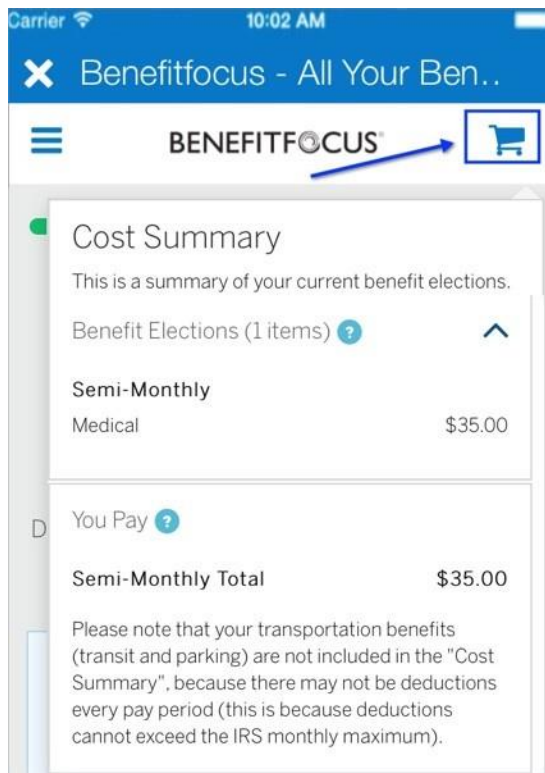 Carrier 10:02 AM
Benefitfocus - All Your Ben..
BENEFITFOCUS®
Cost Summary
This is a summary of your current benefit elections.
Benefit Elections (1 items) ?
Semi-Monthly
Medical $35.00
D
You Pay ?
Semi-Monthly Total $35.00
Please note that your transportation benefits
(transit and parking) are not included in the "Cost
Summary", because there may not be deductions
every pay period (this is because deductions
cannot exceed the IRS monthly maximum).